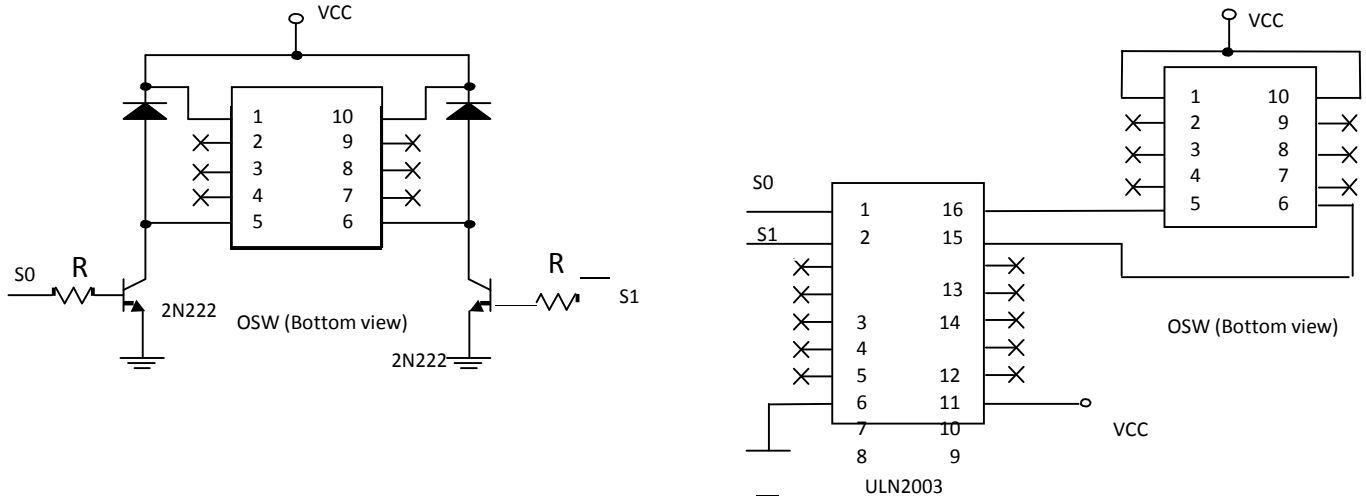 VCC
1 10
2 9
3 8
4 7
5 6
S0 R
2N222
OSW (Bottom view)
2N222
R
S1
VCC
1 10
2 9
3 8
4 7
5 6
OSW (Bottom view)
S0
S1
1 16
2 15
13
3 14
4
5 12
6 11
7 10
8 9
VCC
ULN2003